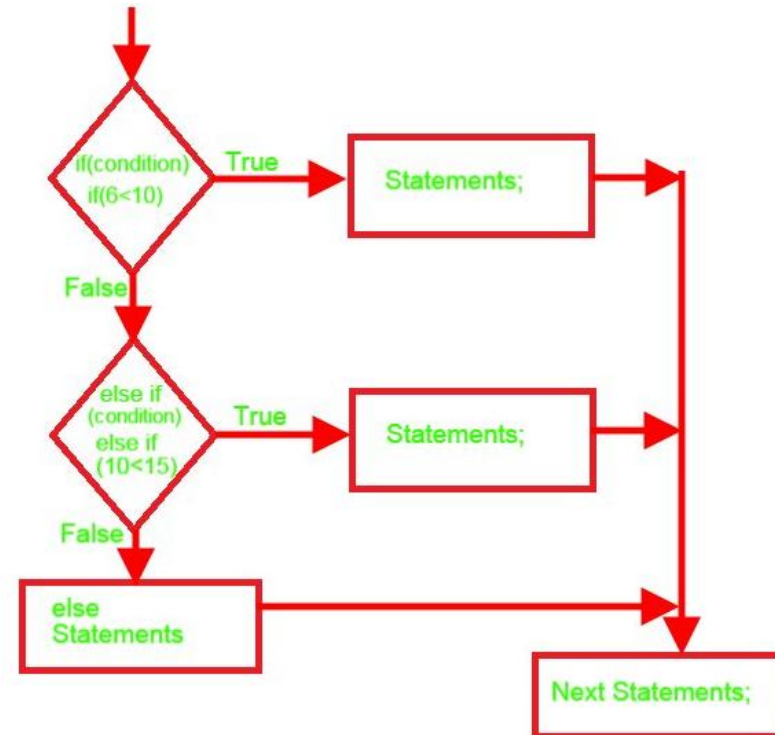 if(condition)
if(6<10)
True
Statements;
False
else if
(condition)
else if
(10<15)
True
Statements;
False
else
Statements
Next Statements;